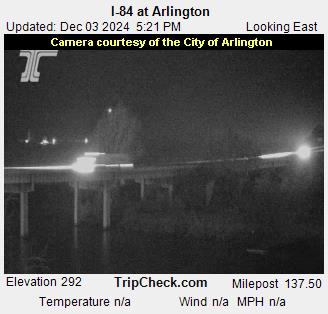 I-84 at Arlington
Updated: Dec 03 2024 5:21 PM Looking East
Camera courtesy of the City of Arlington
Elevation 292 TripCheck.com Milepost 137.50
Temperature n/a Wind n/a MPH n/a